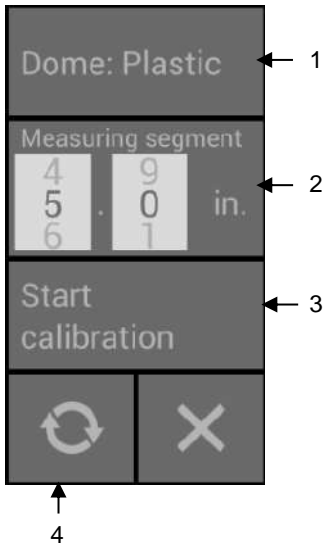 Dome: Plastic
1
Measuring segment
4 9
5 . 0 in.
6 1
2
Start
calibration
3
4